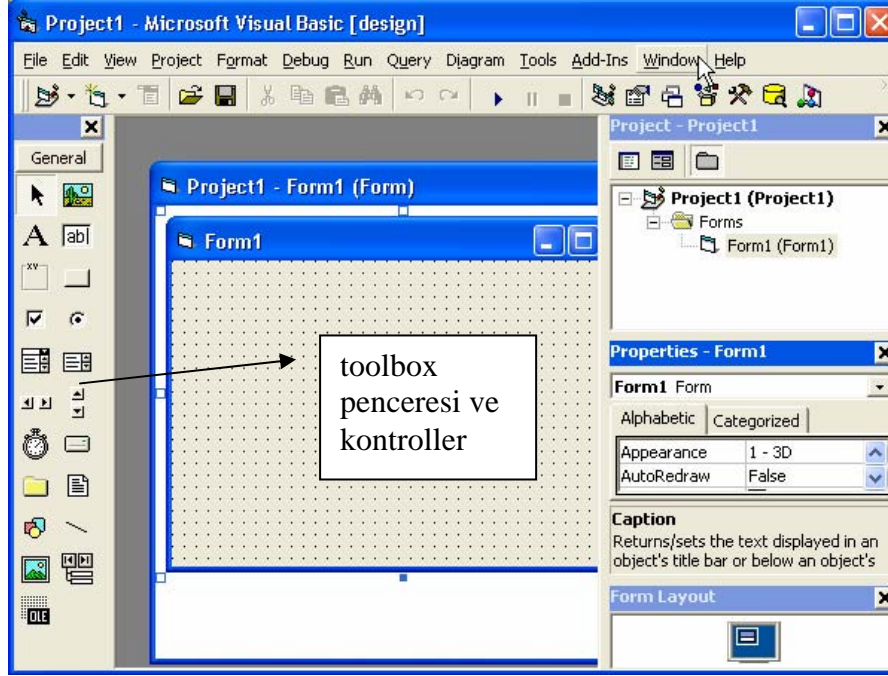 Project1 - Microsoft Visual Basic [design]
File Edit View Project Format Debug Run Query Diagram Tools Add-Ins Window Help
General
A ab
XY
OLE
Project1 - Form1 (Form)
Form1
toolbox
penceresi ve
kontroller
Project - Project1
Project1 (Project1)
Forms
Form1 (Form1)
Properties - Form1
Form1 Form
Alphabetic Categorized
Appearance 1 - 3D
AutoRedraw False
Caption
Returns/sets the text displayed in an
object's title bar or below an object's
Form Layout